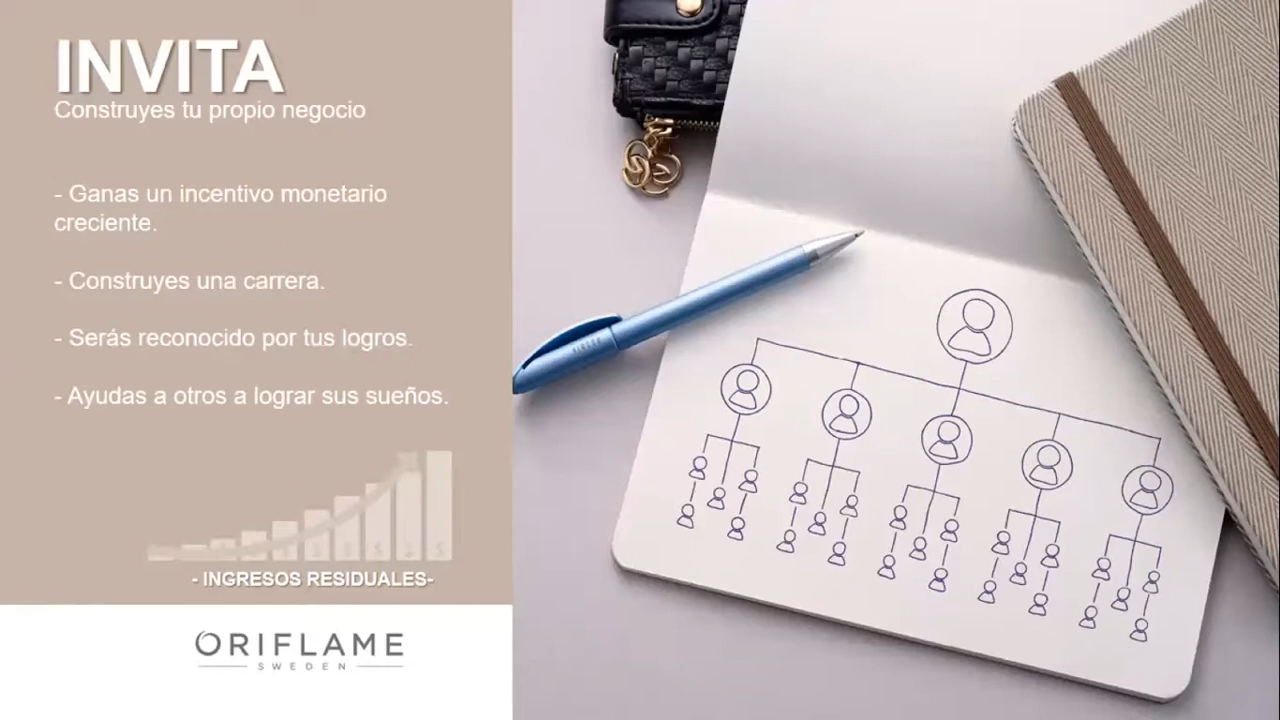 INVITA
Construyes tu propio negocio
- Ganas un incentivo monetario
creciente.
- Construyes una carrera.
- Serás reconocido por tus logros.
- Ayudas a otros a lograr sus sueños.
- INGRESOS RESIDUALES-
ORIFLAME
SWEDEN